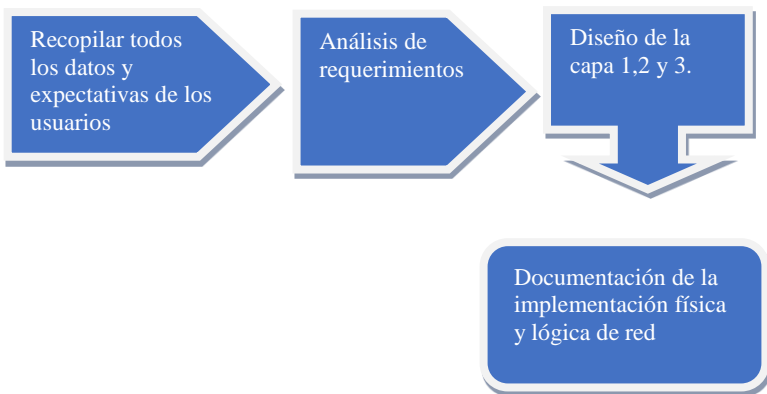 Recopilar todos
los datos y
expectativas de los
usuarios
Análisis de
requerimientos
Diseño de la
capa 1,2 y 3.
Documentación de la
implementación física
y lógica de red